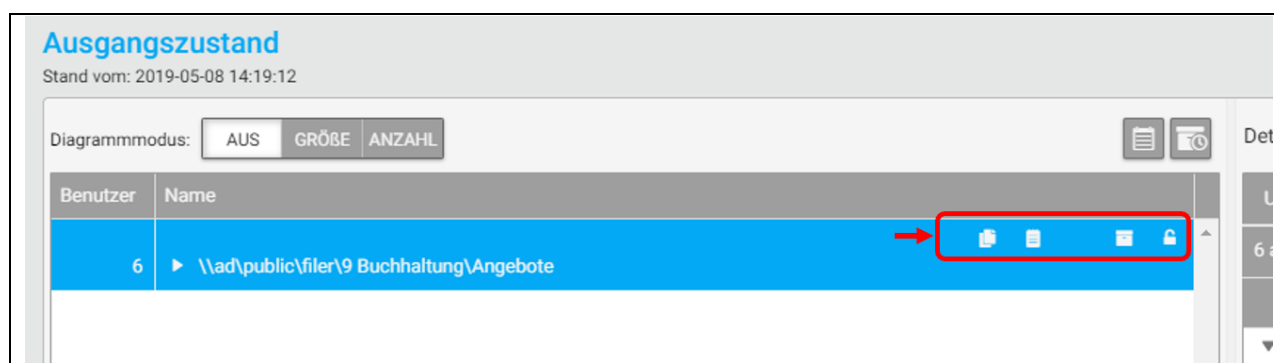 Ausgangszustand
Stand vom: 2019-05-08 14:19:12
Diagrammmodus: AUS GRÖßE ANZAHL
Det
Benutzer Name
U
6 \\ad\public\filer\9 Buchhaltung\Angebote
6 a